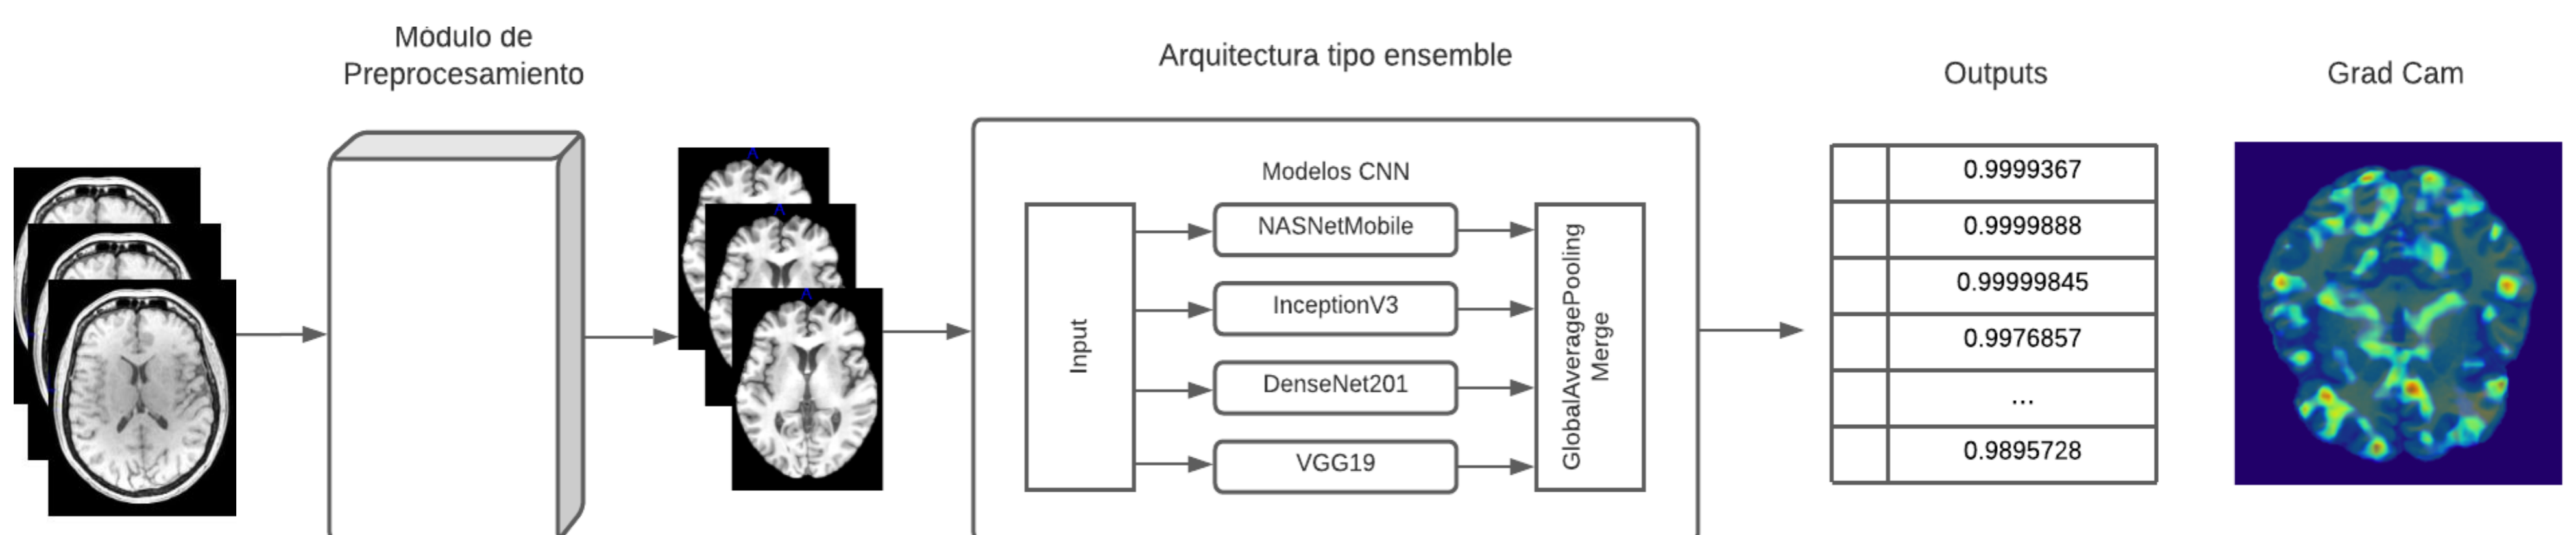 Módulo de
Preprocesamiento
A
A
A
Arquitectura tipo ensemble
Modelos CNN
Input
NASNetMobile
InceptionV3
DenseNet201
VGG19
GlobalAveragePooling
Merge
Outputs
0.9999367
0.9999888
0.99999845
0.9976857
...
0.9895728
Grad Cam